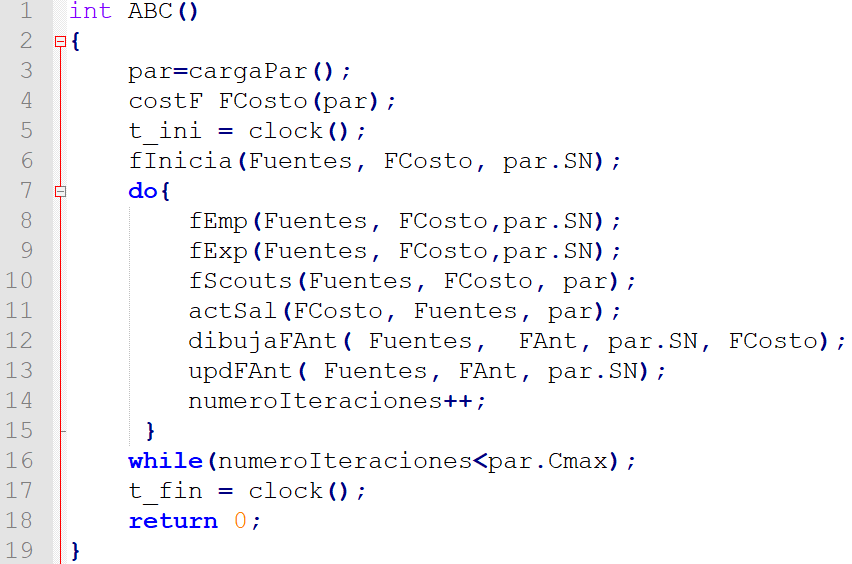 1 int ABC()
2 {
3 par=cargaPar();
4 costF FCosto(par);
5 t_ini = clock();
6 fInicia(Fuentes, FCosto, par.SN);
7 do{
8 fEmp(Fuentes, FCosto,par.SN);
9 fExp(Fuentes, FCosto,par.SN);
10 fScouts(Fuentes, FCosto, par);
11 actSal(FCosto, Fuentes, par);
12 dibujaFAnt( Fuentes,  FAnt, par.SN, FCosto);
13 updFAnt( Fuentes, FAnt, par.SN);
14 numeroIteraciones++;
15 }
16 while(numeroIteraciones<par.Cmax);
17 t_fin = clock();
18 return 0;
19 }